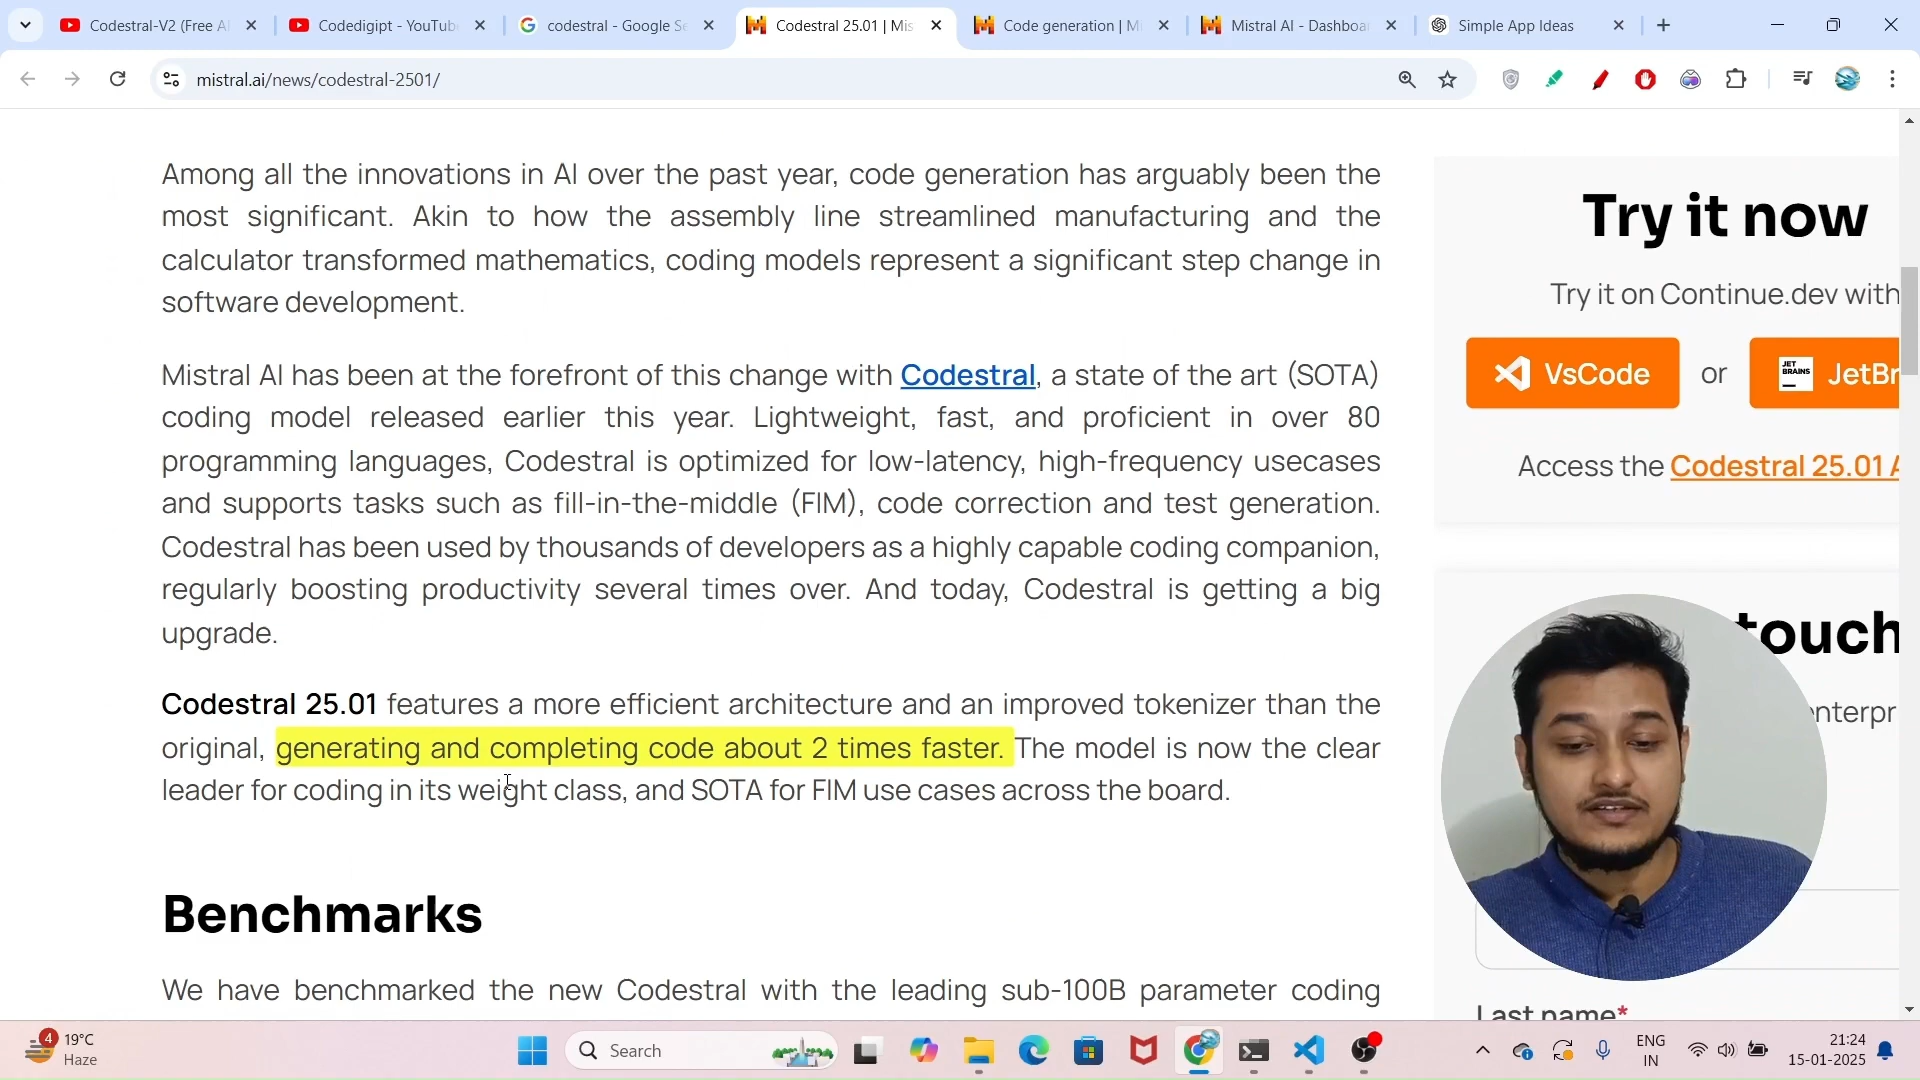 Codestral-V2 (Free A
Codedigipt - YouTub
codestral - Google Se
Codestral 25.01 | Mis
Code generation | M
Mistral AI - Dashboa
Simple App Ideas
mistral.ai/news/codestral-2501/
Among all the innovations in AI over the past year, code generation has arguably been the
most significant. Akin to how the assembly line streamlined manufacturing and the
calculator transformed mathematics, coding models represent a significant step change in
software development.
Mistral AI has been at the forefront of this change with Codestral, a state of the art (SOTA)
coding model released earlier this year. Lightweight, fast, and proficient in over 80
programming languages, Codestral is optimized for low-latency, high-frequency usecases
and supports tasks such as fill-in-the-middle (FIM), code correction and test generation.
Codestral has been used by thousands of developers as a highly capable coding companion,
regularly boosting productivity several times over. And today, Codestral is getting a big
upgrade.
Codestral 25.01 features a more efficient architecture and an improved tokenizer than the
original, generating and completing code about 2 times faster. The model is now the clear
leader for coding in its weight class, and SOTA for FIM use cases across the board.
Benchmarks
We have benchmarked the new Codestral with the leading sub-100B parameter coding
Try it now
Try it on Continue.dev with
VsCode
or
JET
BRAINS
JetBr
Access the Codestral 25.01 A
touch
nterpr
Last name*
4
19°C
Haze
Search
ENG
IN
21:24
15-01-2025